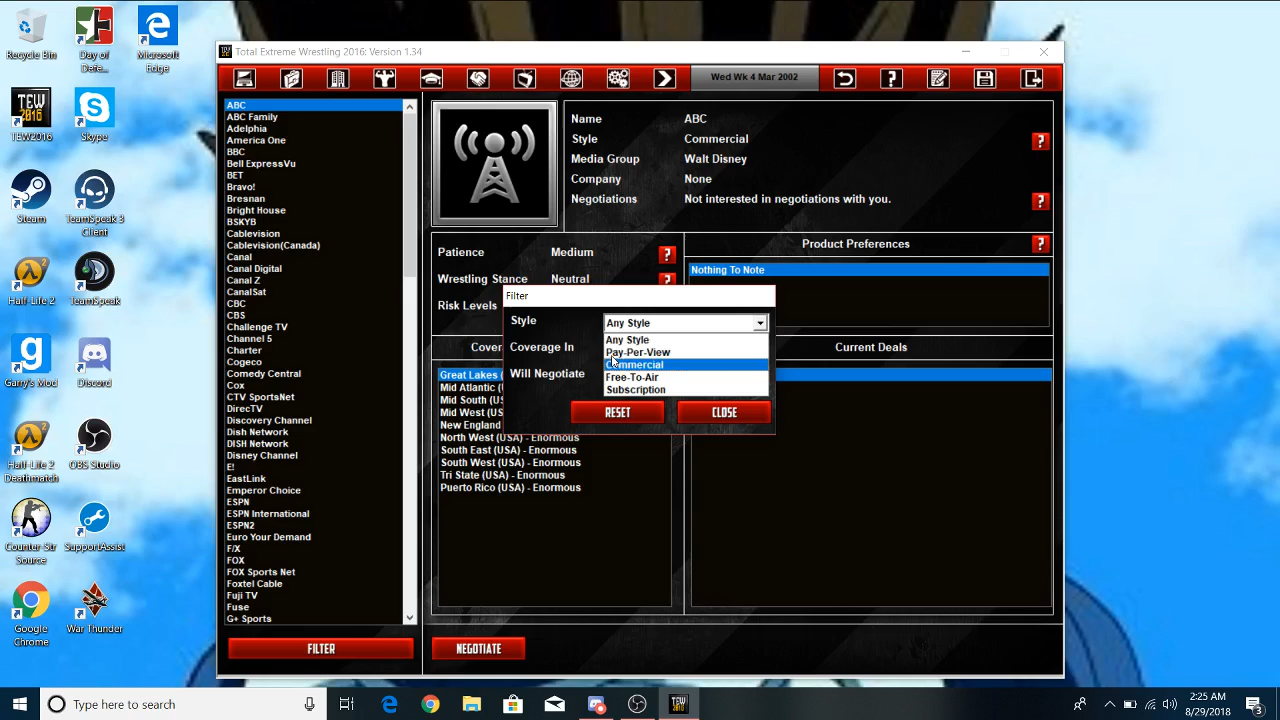 Recycle Bin
Day of Defe...
Microsoft Edge
TEW2016
Skype
Steam
TeamSpeak 3 Client
Half-Life 2
TeamSpeak
Garry's Mod
Discord
Half-Life 2 Deathmatch
OBS Studio
Counter-Str Source
SupportAssist
Google Chrome
War Thunder
Total Extreme Wrestling 2016: Version 1.34
Wed Wk 4 Mar 2002
ABC
ABC Family
Adelphia
America One
BBC
Bell ExpressVu
BET
Bravo!
Bresnan
Bright House
BSKYB
Cablevision
Cablevision(Canada)
Canal
Canal Digital
Canal Z
CanalSat
CBC
CBS
Challenge TV
Channel 5
Charter
Cogeco
Comedy Central
Cox
CTV SportsNet
DirecTV
Discovery Channel
Dish Network
DISH Network
Disney Channel
E!
EastLink
Emperor Choice
ESPN
ESPN International
ESPN2
Euro Your Demand
F/X
FOX
FOX Sports Net
Foxtel Cable
Fuji TV
Fuse
G+ Sports
FILTER
Name ABC
Style Commercial
Media Group Walt Disney
Company None
Negotiations Not interested in negotiations with you.
Patience Medium
Wrestling Stance Neutral
Risk Levels
Product Preferences
Nothing To Note
Filter
Style Any Style
Any Style
Pay-Per-View
Commercial
Free-To-Air
Subscription
Coverage In
Will Negotiate
RESET
CLOSE
Current Deals
Great Lakes
Mid Atlantic (
Mid South (US
Mid West (US
New England
North West (USA) - Enormous
South East (USA) - Enormous
South West (USA) - Enormous
Tri State (USA) - Enormous
Puerto Rico (USA) - Enormous
NEGOTIATE
Type here to search
2:25 AM
8/29/2018